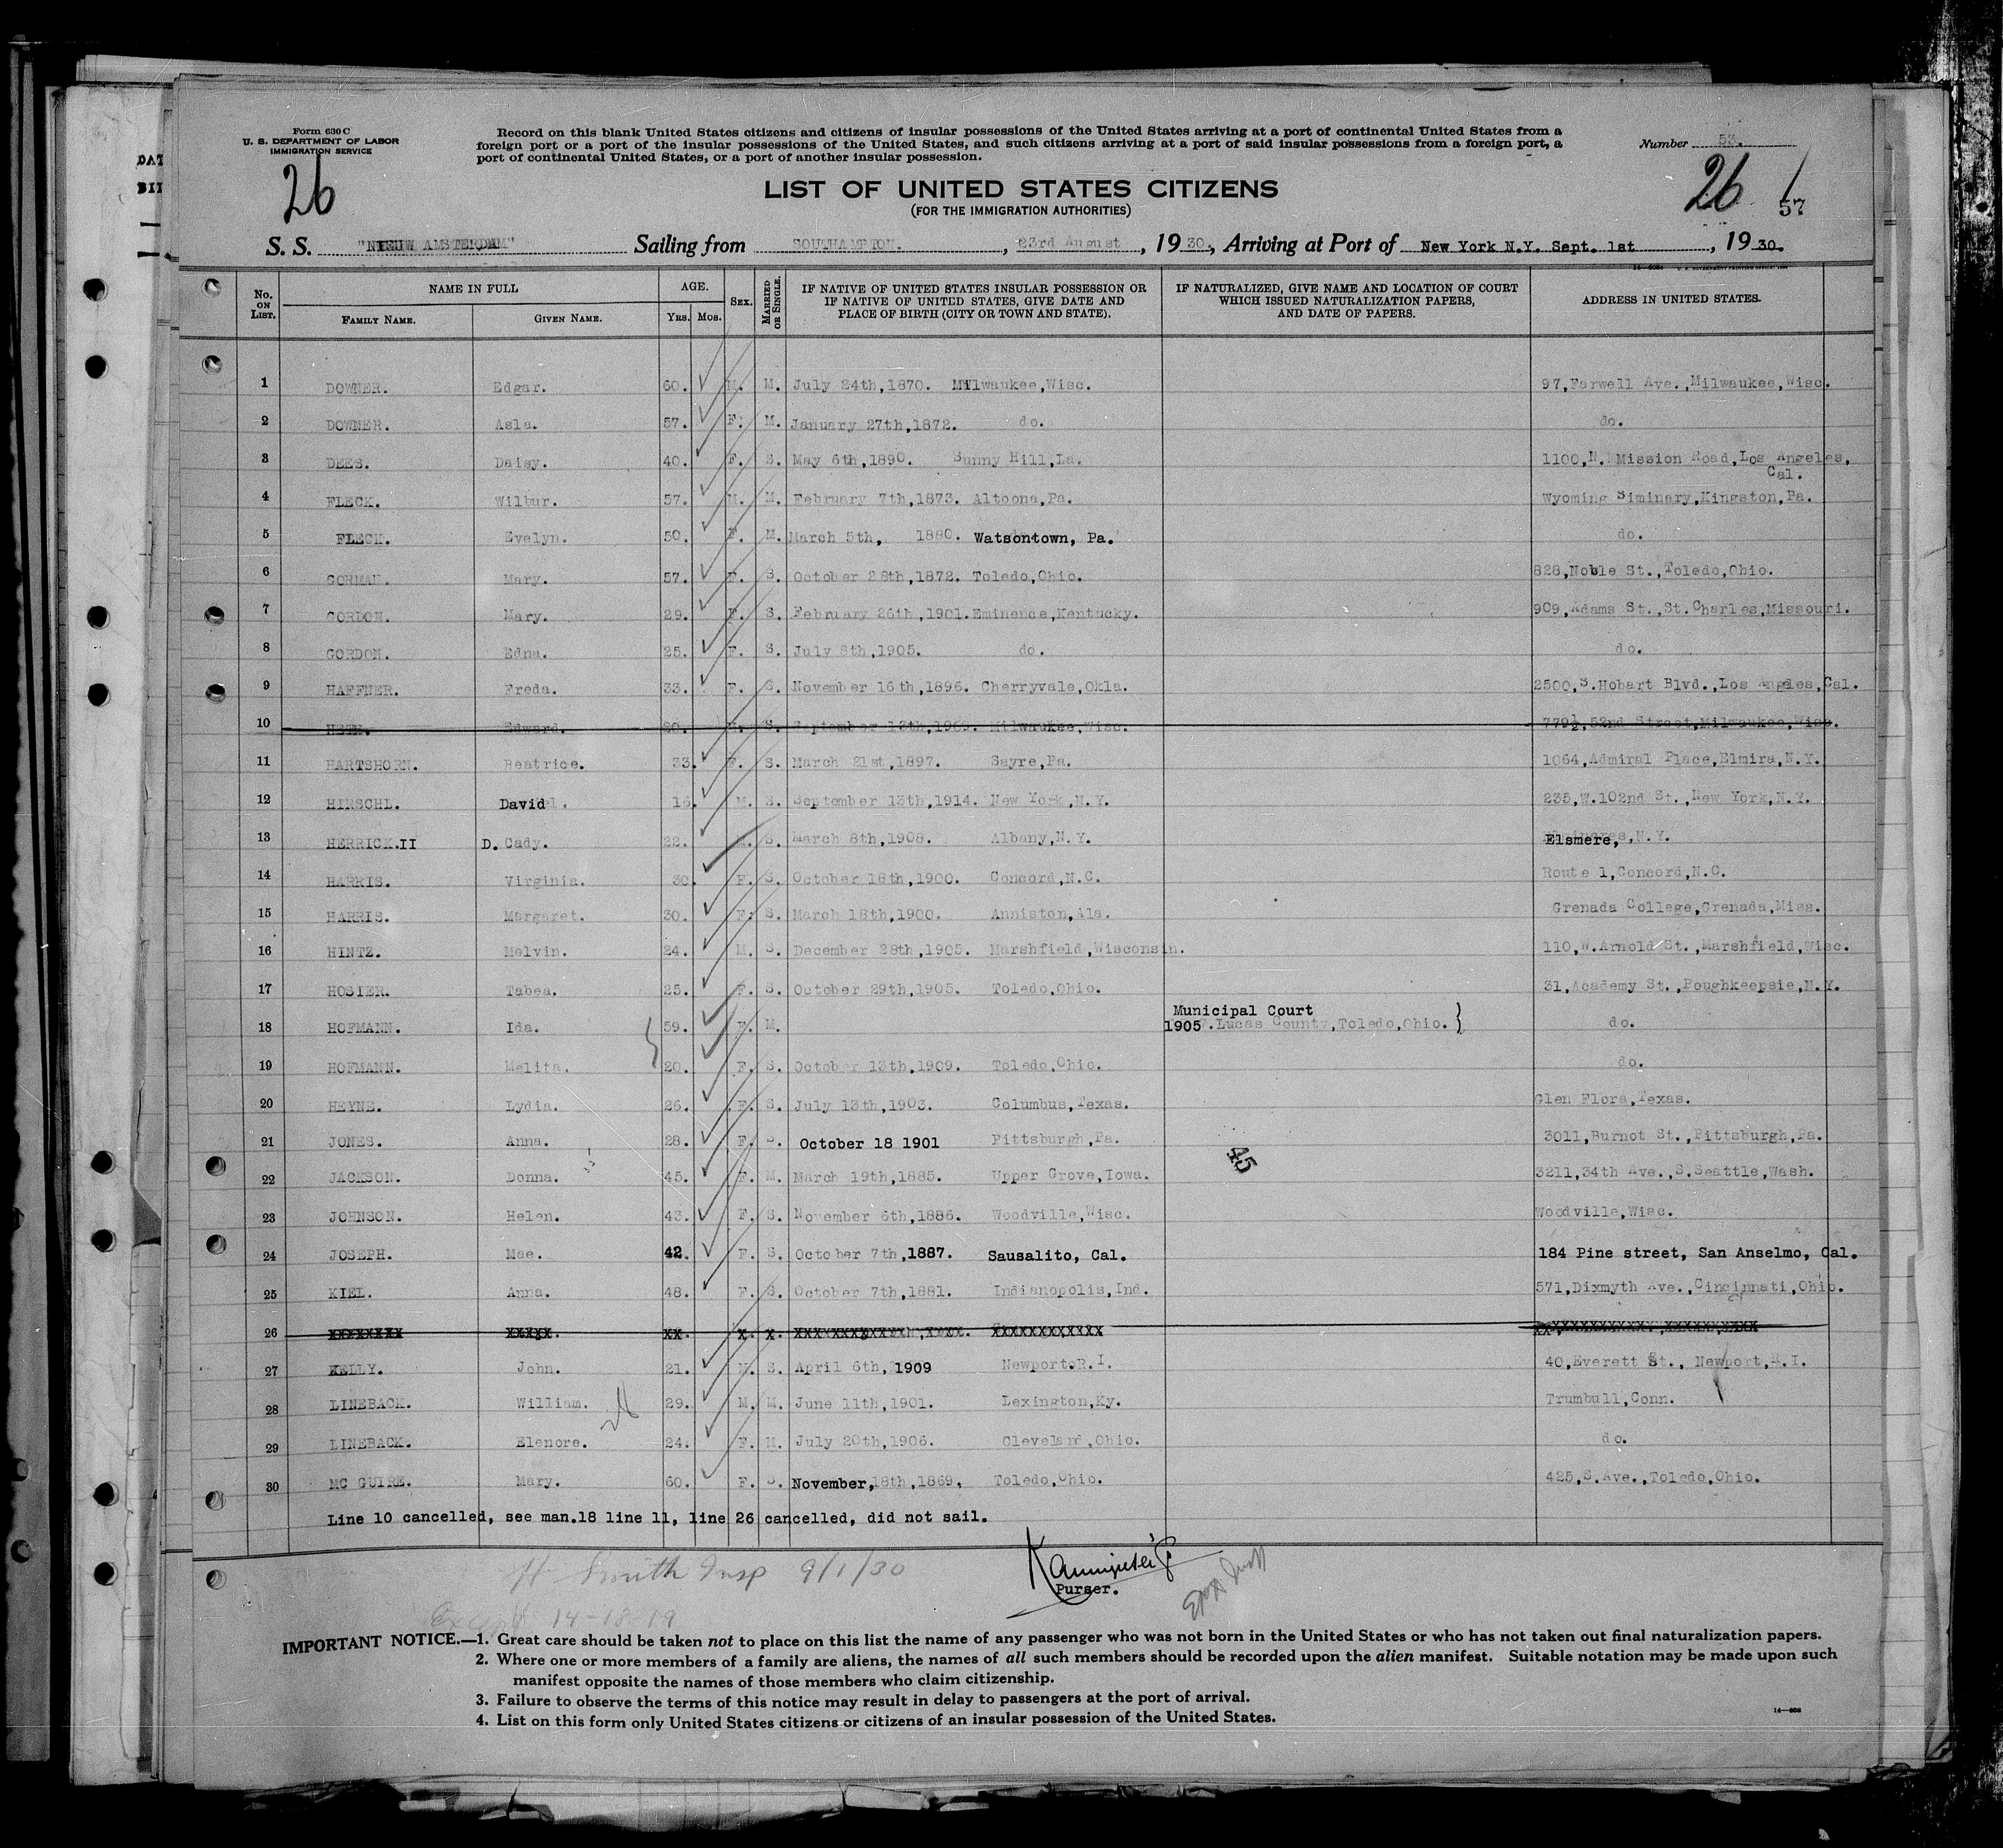 Form 630 C
U. S. DEPARTMENT OF LABOR
IMMIGRATION SERVICE
Record on this blank United States citizens and citizens of insular possessions of the United States arriving at a port of continental United States from a
foreign port or a port of the insular possessions of the United States, and such citizens arriving at a port of said insular possessions from a foreign port, a
port of continental United States, or a port of another insular possession.
Number 53.
26
26
57
LIST OF UNITED STATES CITIZENS
(FOR THE IMMIGRATION AUTHORITIES)
S. S. "NIEUW AMSTERDAM" Sailing from SOUTHAMPTON. , 23rd August , 1930., Arriving at Port of New York N.Y. Sept. 1st , 1930.
No. ON LIST. NAME IN FULL FAMILY NAME. GIVEN NAME. AGE. YRS. MOS. SEX. MARRIED OR SINGLE. IF NATIVE OF UNITED STATES INSULAR POSSESSION OR IF NATIVE OF UNITED STATES, GIVE DATE AND PLACE OF BIRTH (CITY OR TOWN AND STATE). IF NATURALIZED, GIVE NAME AND LOCATION OF COURT WHICH ISSUED NATURALIZATION PAPERS, AND DATE OF PAPERS. ADDRESS IN UNITED STATES.
1 DOWNER. Edgar. 60. M. M. July 24th,1870. Milwaukee,Wisc. 97,Farwell Ave.,Milwaukee,Wisc.
2 DOWNER. Asla. 57. F. M. January 27th,1872. do. do.
3 DEES. Daisy. 40. F. S. May 6th,1890. Sunny Hill,La. 1100,N. Mission Road,Los Angeles, Cal.
4 FLECK. Wilbur. 57. M. M. February 7th,1873. Altoona,Pa. Wyoming Siminary,Kingston,Pa.
5 FLECK. Evelyn. 50. F. M. March 5th, 1880. Watsontown, Pa. do.
6 GORMAN. Mary. 57. F. S. October 28th,1872. Toledo,Ohio. 828,Noble St.,Toledo,Ohio.
7 GORDON. Mary. 29. F. S. February 26th,1901. Eminence,Kentucky. 909,Adams St.,St.Charles,Missouri.
8 GORDON. Edna. 25. F. S. July 8th,1905. do. do.
9 HAFFNER. Freda. 33. F. S. November 16th,1896. Cherryvale,Okla. 2500,S.Hobart Blvd.,Los Angeles,Cal.
10 Edward. 20. S. September 13th, Milwaukee,Wisc. 779½,52nd Street,Milwaukee,Wisc.
11 HARTSHORN. Beatrice. 33. F. S. March 21st,1897. Sayre,Pa. 1064,Admiral Place,Elmira,N.Y.
12 HIRSCHL. David. 16. M. S. September 13th,1914. New York,N.Y. 235,W.102nd St.,New York,N.Y.
13 HERRICK.II D. Cady. 22. M. S. March 8th,1908. Albany,N.Y. Elsmere,N.Y.
14 HARRIS. Virginia. 30. F. S. October 18th,1900. Concord,N.C. Route 1,Concord,N.C.
15 HARRIS. Margaret. 30. F. S. March 18th,1900. Anniston,Ala. Grenada College,Grenada,Miss.
16 HINTZ. Melvin. 24. M. S. December 28th,1905. Marshfield,Wisconsin. 110,W.Arnold St.,Marshfield,Wisc.
17 HOSIER. Tabea. 25. F. S. October 29th,1905. Toledo,Ohio. 31,Academy St.,Poughkeepsie,N.Y.
Municipal Court
18 HOFMANN. Ida. 59. F. M. 1905 .Lucas County,Toledo,Ohio. do.
19 HOFMANN. Melita. 20. F. S. October 13th,1909. Toledo,Ohio. do.
20 HEYNE. Lydia. 26. F. S. July 13th,1903. Columbus,Texas. Glen Flora,Texas.
21 JONES. Anna. 28. F. S. October 18 1901 Pittsburgh,Pa. 3011,Burnot St.,Pittsburgh,Pa.
45
22 JACKSON. Donna. 45. F. M. March 19th,1885. Upper Grove,Iowa. 3211,34th Ave.,S.Seattle,Wash.
23 JOHNSON. Helen. 43. F. S. November 6th,1886. Woodville,Wisc. Woodville,Wisc.
24 JOSEPH. Mae. 42. F. S. October 7th,1887. Sausalito, Cal. 184 Pine street, San Anselmo, Cal.
25 KIEL. Anna. 48. F. S. October 7th,1881. Indianopolis,Ind. 571,Dixmyth Ave.,Cincinnati,Ohio.
26
27 KELLY. John. 21. M. S. April 6th, 1909 Newport.R.I. 40,Everett St., Newport,R.I.
28 LINEBACK. William. 29. M. M. June 11th,1901. Lexington,Ky. Trumbull,Conn.
29 LINEBACK. Elenore. 24. F. M. July 20th,1906. Cleveland,Ohio. do.
30 MC GUIRE. Mary. 60. F. S. November,18th,1869. Toledo,Ohio. 425,S.Ave.,Toledo,Ohio.
Line 10 cancelled, see man.18 line 11, line 26 cancelled, did not sail.
H Smith Insp 9/1/30
Purser.
Except 14-18-19
IMPORTANT NOTICE.—1. Great care should be taken not to place on this list the name of any passenger who was not born in the United States or who has not taken out final naturalization papers.
2. Where one or more members of a family are aliens, the names of all such members should be recorded upon the alien manifest. Suitable notation may be made upon such
manifest opposite the names of those members who claim citizenship.
3. Failure to observe the terms of this notice may result in delay to passengers at the port of arrival.
4. List on this form only United States citizens or citizens of an insular possession of the United States.